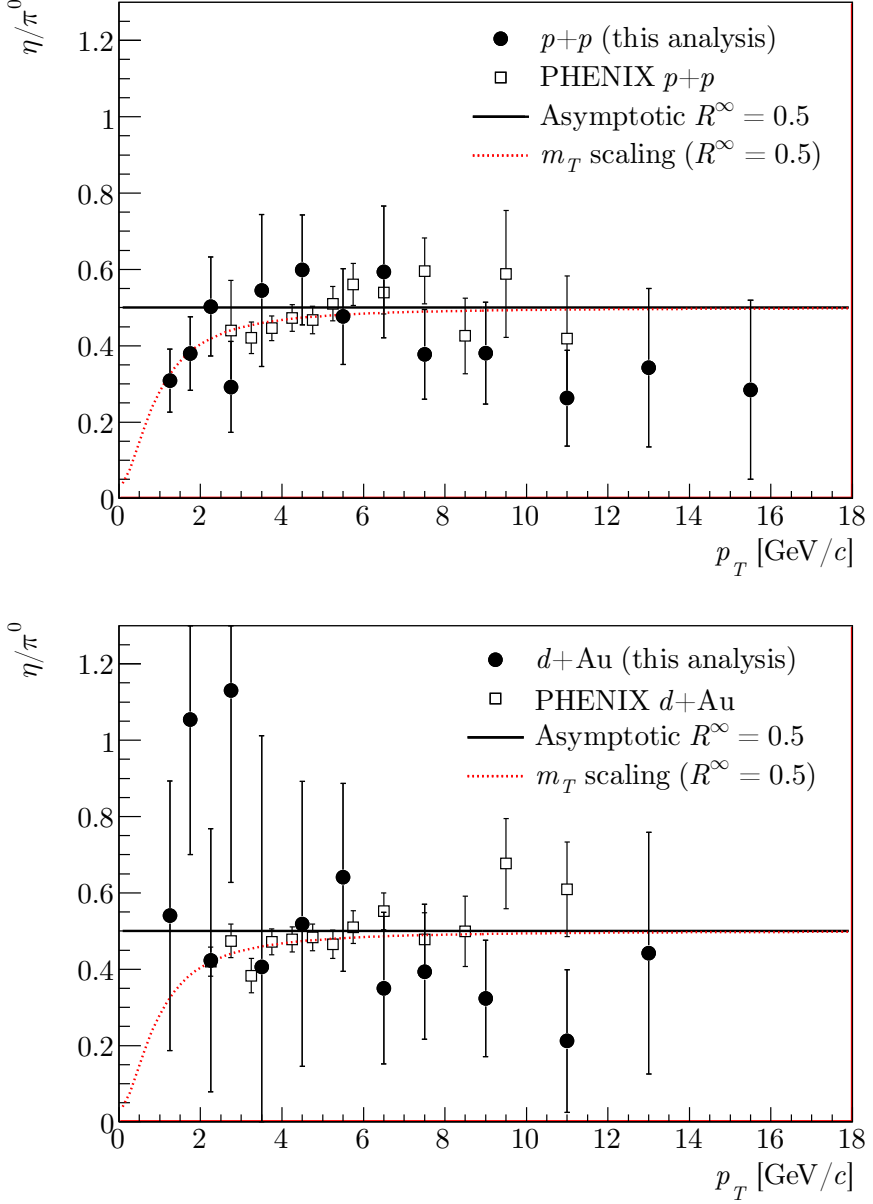 η/π⁰
1.2
1
0.8
0.6
0.4
0.2
0
p+p (this analysis)
PHENIX p+p
Asymptotic R^∞ = 0.5
m_T scaling (R^∞ = 0.5)
0 2 4 6 8 10 12 14 16 18
p_T [GeV/c]
η/π⁰
1.2
1
0.8
0.6
0.4
0.2
0
d+Au (this analysis)
PHENIX d+Au
Asymptotic R^∞ = 0.5
m_T scaling (R^∞ = 0.5)
0 2 4 6 8 10 12 14 16 18
p_T [GeV/c]